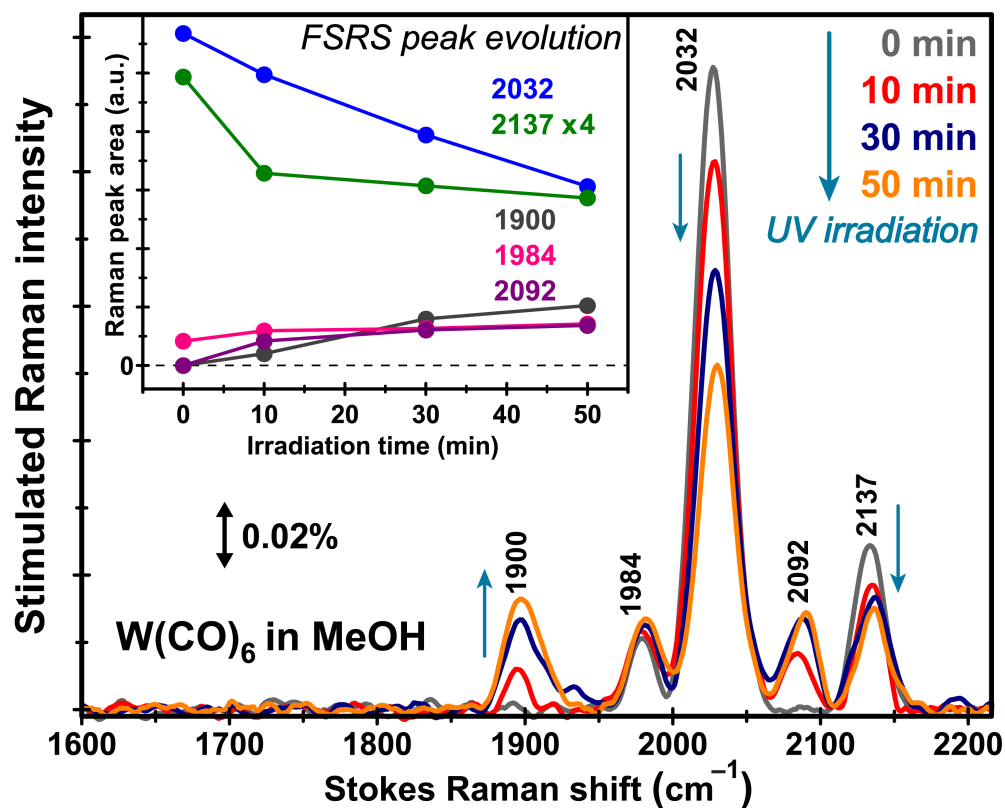 FSRS peak evolution
2032
2137 x4
1900
1984
2092
Raman peak area (a.u.)
0
0 10 20 30 40 50
Irradiation time (min)
0 min
10 min
30 min
50 min
UV irradiation
2032
1900
1984
2092
2137
0.02%
W(CO)₆ in MeOH
Stimulated Raman intensity
1600 1700 1800 1900 2000 2100 2200
Stokes Raman shift (cm⁻¹)